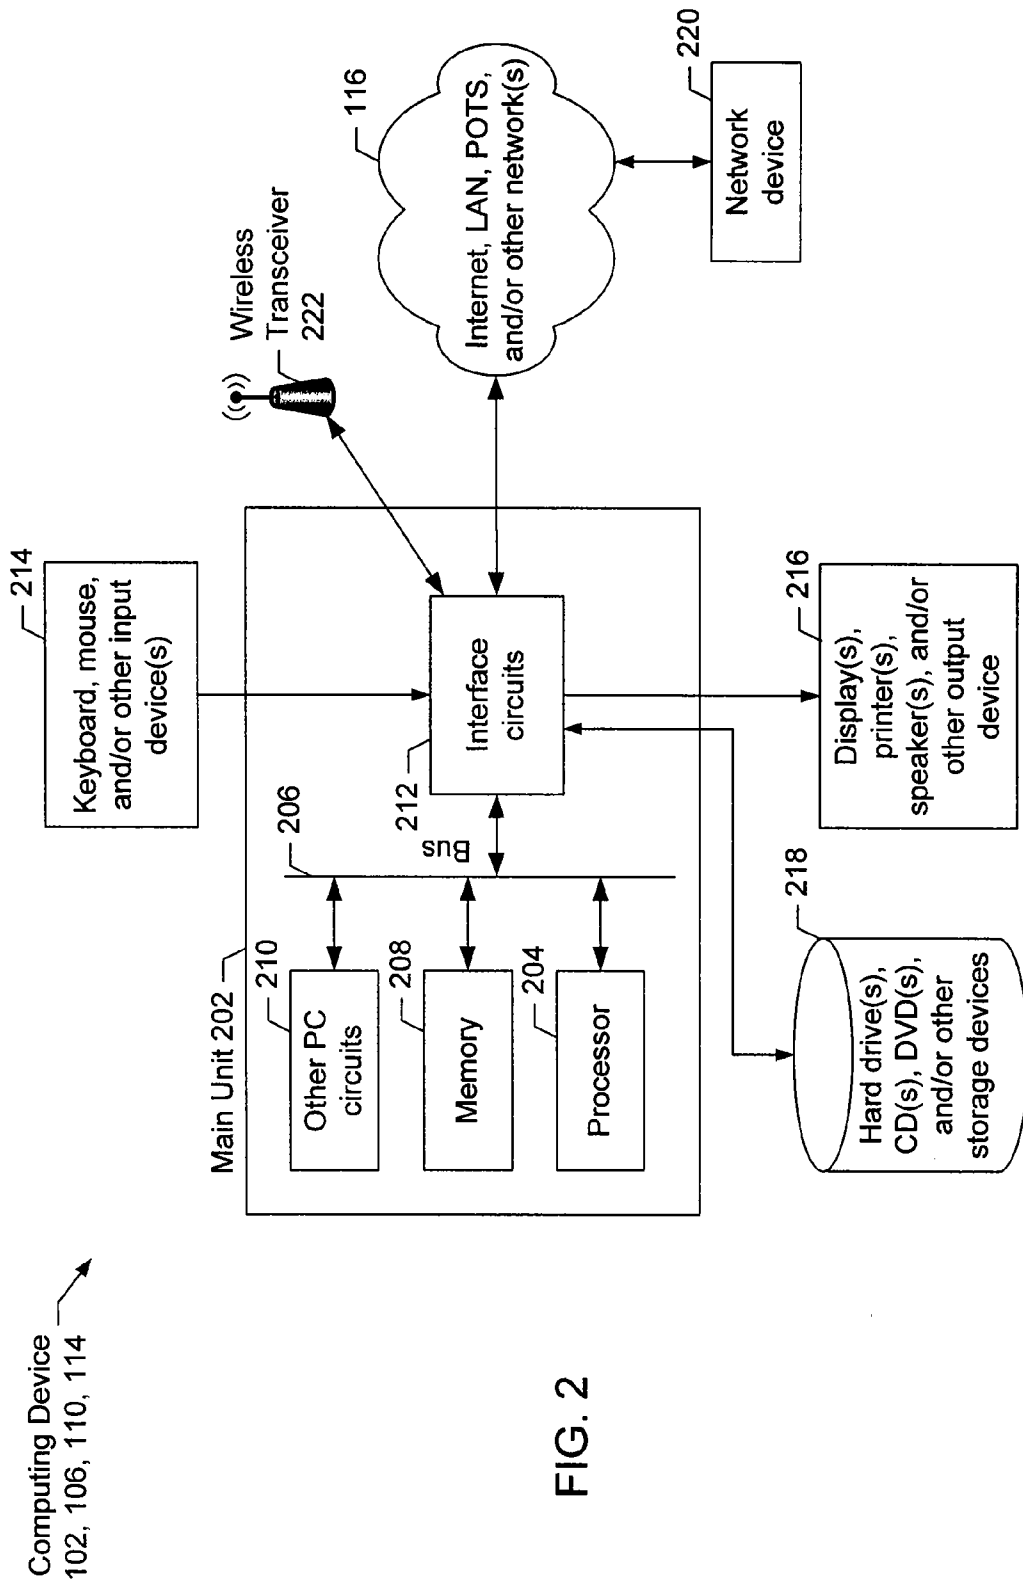 Computing Device
102, 106, 110, 114
Main Unit 202
210
Other PC
circuits
208
Memory
204
Processor
206
Bus
212
Interface
circuits
214
Keyboard, mouse,
and/or other input
device(s)
Wireless
Transceiver
222
116
Internet, LAN, POTS,
and/or other network(s)
220
Network
device
218
Hard drive(s),
CD(s), DVD(s),
and/or other
storage devices
216
Display(s),
printer(s),
speaker(s), and/or
other output
device
FIG. 2